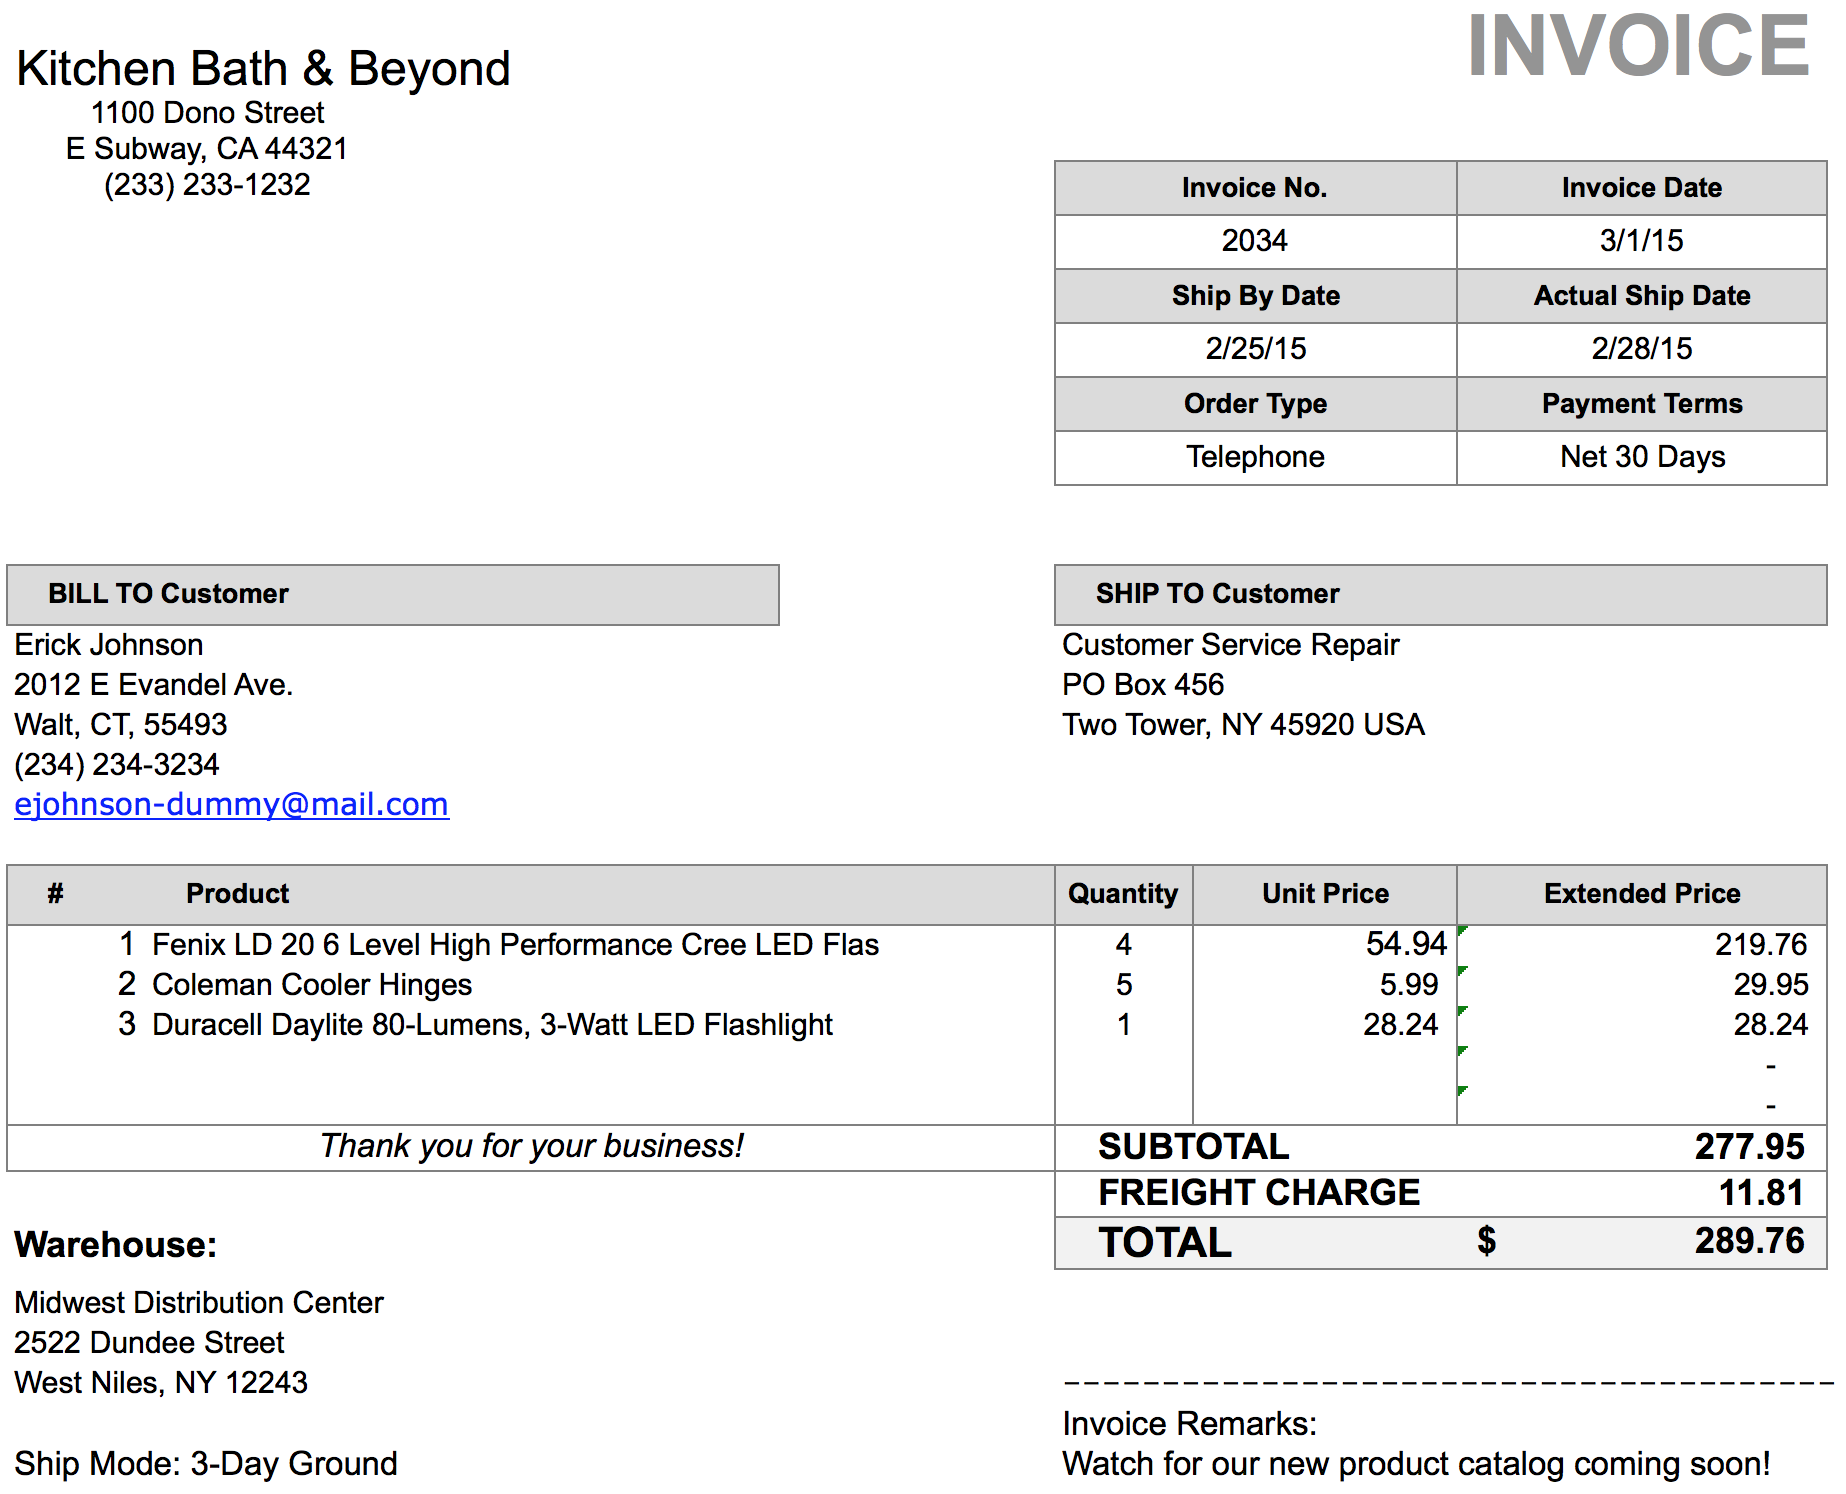 INVOICE
Kitchen Bath & Beyond
1100 Dono Street
E Subway, CA 44321
(233) 233-1232
Invoice No. Invoice Date
2034 3/1/15
Ship By Date Actual Ship Date
2/25/15 2/28/15
Order Type Payment Terms
Telephone Net 30 Days
BILL TO Customer
Erick Johnson
2012 E Evandel Ave.
Walt, CT, 55493
(234) 234-3234
ejohnson-dummy@mail.com
SHIP TO Customer
Customer Service Repair
PO Box 456
Two Tower, NY 45920 USA
# Product Quantity Unit Price Extended Price
1 Fenix LD 20 6 Level High Performance Cree LED Flas 4 54.94 219.76
2 Coleman Cooler Hinges 5 5.99 29.95
3 Duracell Daylite 80-Lumens, 3-Watt LED Flashlight 1 28.24 28.24
-
-
Thank you for your business!
SUBTOTAL 277.95
FREIGHT CHARGE 11.81
TOTAL $ 289.76
Warehouse:
Midwest Distribution Center
2522 Dundee Street
West Niles, NY 12243
Ship Mode: 3-Day Ground
Invoice Remarks:
Watch for our new product catalog coming soon!